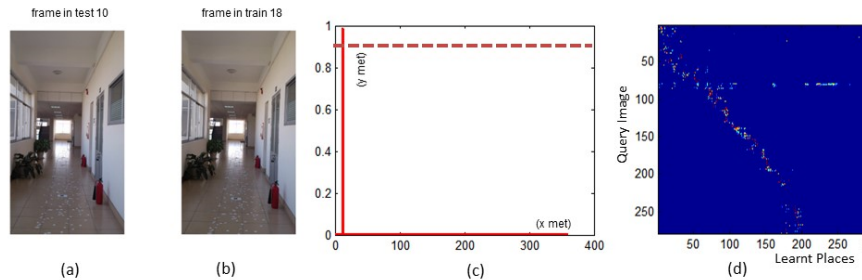 frame in test 10
frame in train 18
1
0.8
0.6
0.4
0.2
0
(y met)
(x met)
0 100 200 300 400
50
100
150
200
250
Query Image
50 100 150 200 250
Learnt Places
(a)
(b)
(c)
(d)